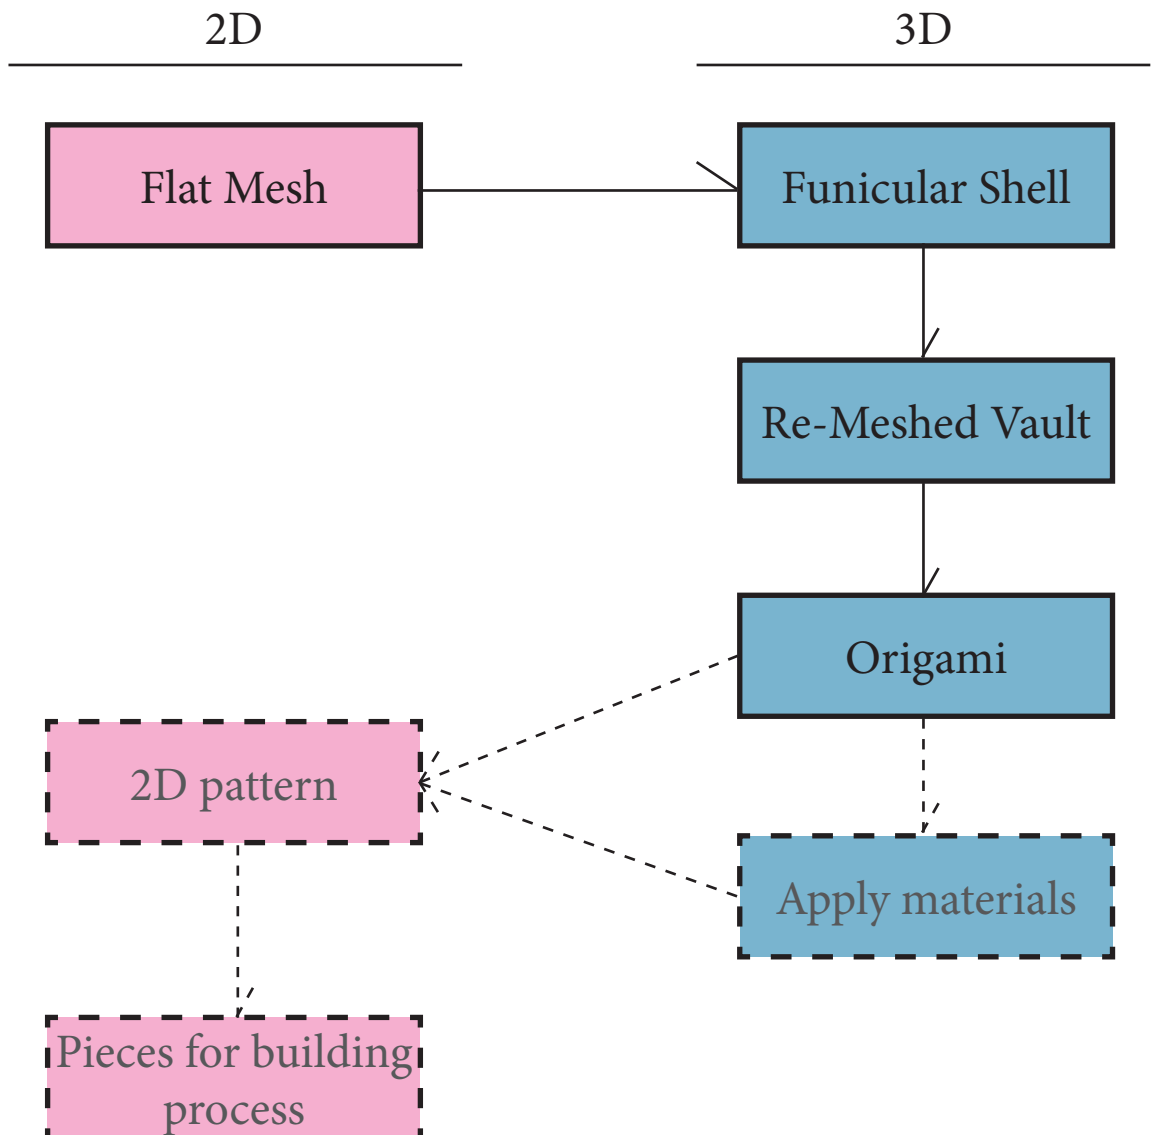 2D
3D
Flat Mesh
Funicular Shell
Re-Meshed Vault
Origami
2D pattern
Apply materials
Pieces for building
process